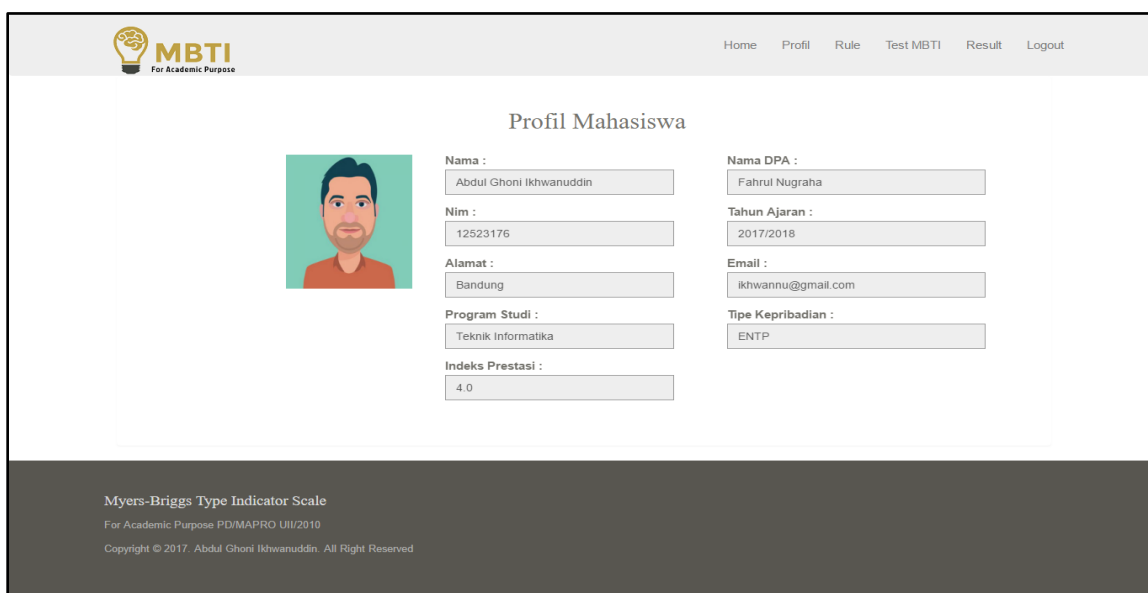 MBTI
For Academic Purpose
Home Profil Rule Test MBTI Result Logout
Profil Mahasiswa
Nama :
Abdul Ghoni Ikhwanuddin
Nim :
12523176
Alamat :
Bandung
Program Studi :
Teknik Informatika
Indeks Prestasi :
4.0
Nama DPA :
Fahrul Nugraha
Tahun Ajaran :
2017/2018
Email :
ikhwannu@gmail.com
Tipe Kepribadian :
ENTP
Myers-Briggs Type Indicator Scale
For Academic Purpose PD/MAPRO UII/2010
Copyright © 2017. Abdul Ghoni Ikhwanuddin. All Right Reserved